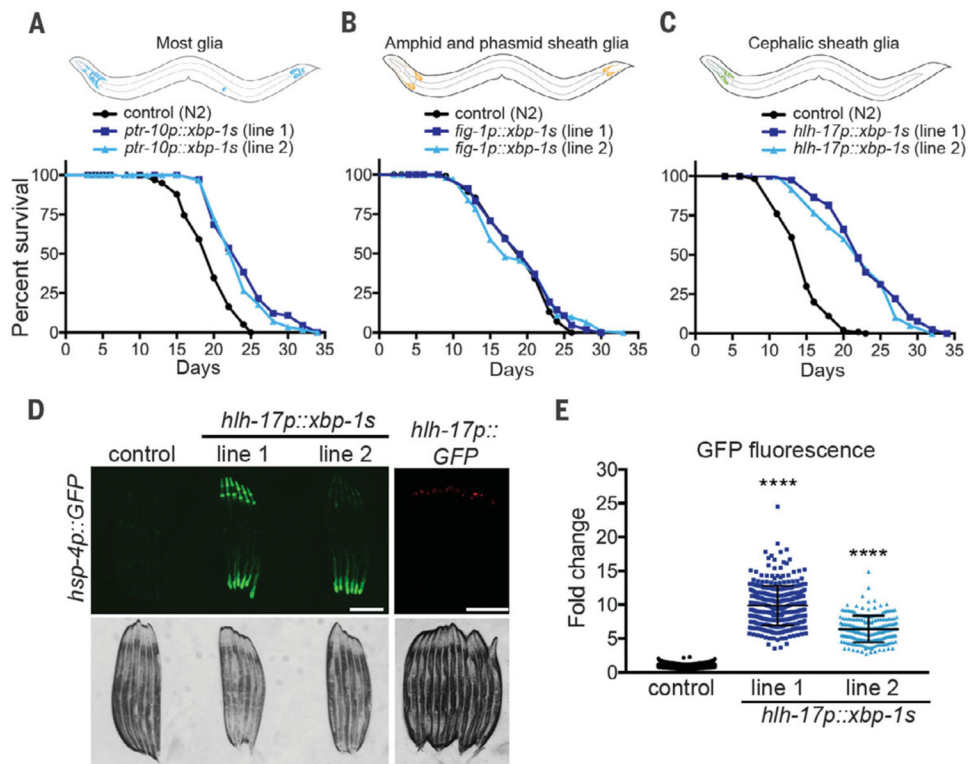 A
Most glia
control (N2)
ptr-10p::xbp-1s (line 1)
ptr-10p::xbp-1s (line 2)
Percent survival
100
75
50
25
0
0 5 10 15 20 25 30 35
Days
B
Amphid and phasmid sheath glia
control (N2)
fig-1p::xbp-1s (line 1)
fig-1p::xbp-1s (line 2)
100
75
50
25
0
0 5 10 15 20 25 30 35
Days
C
Cephalic sheath glia
control (N2)
hlh-17p::xbp-1s (line 1)
hlh-17p::xbp-1s (line 2)
100
75
50
25
0
0 5 10 15 20 25 30 35
Days
D
hlh-17p::xbp-1s
control line 1 line 2
hlh-17p::
GFP
hsp-4p::GFP
E
GFP fluorescence
Fold change
30
25
20
15
10
5
0
****
****
control line 1 line 2
hlh-17p::xbp-1s